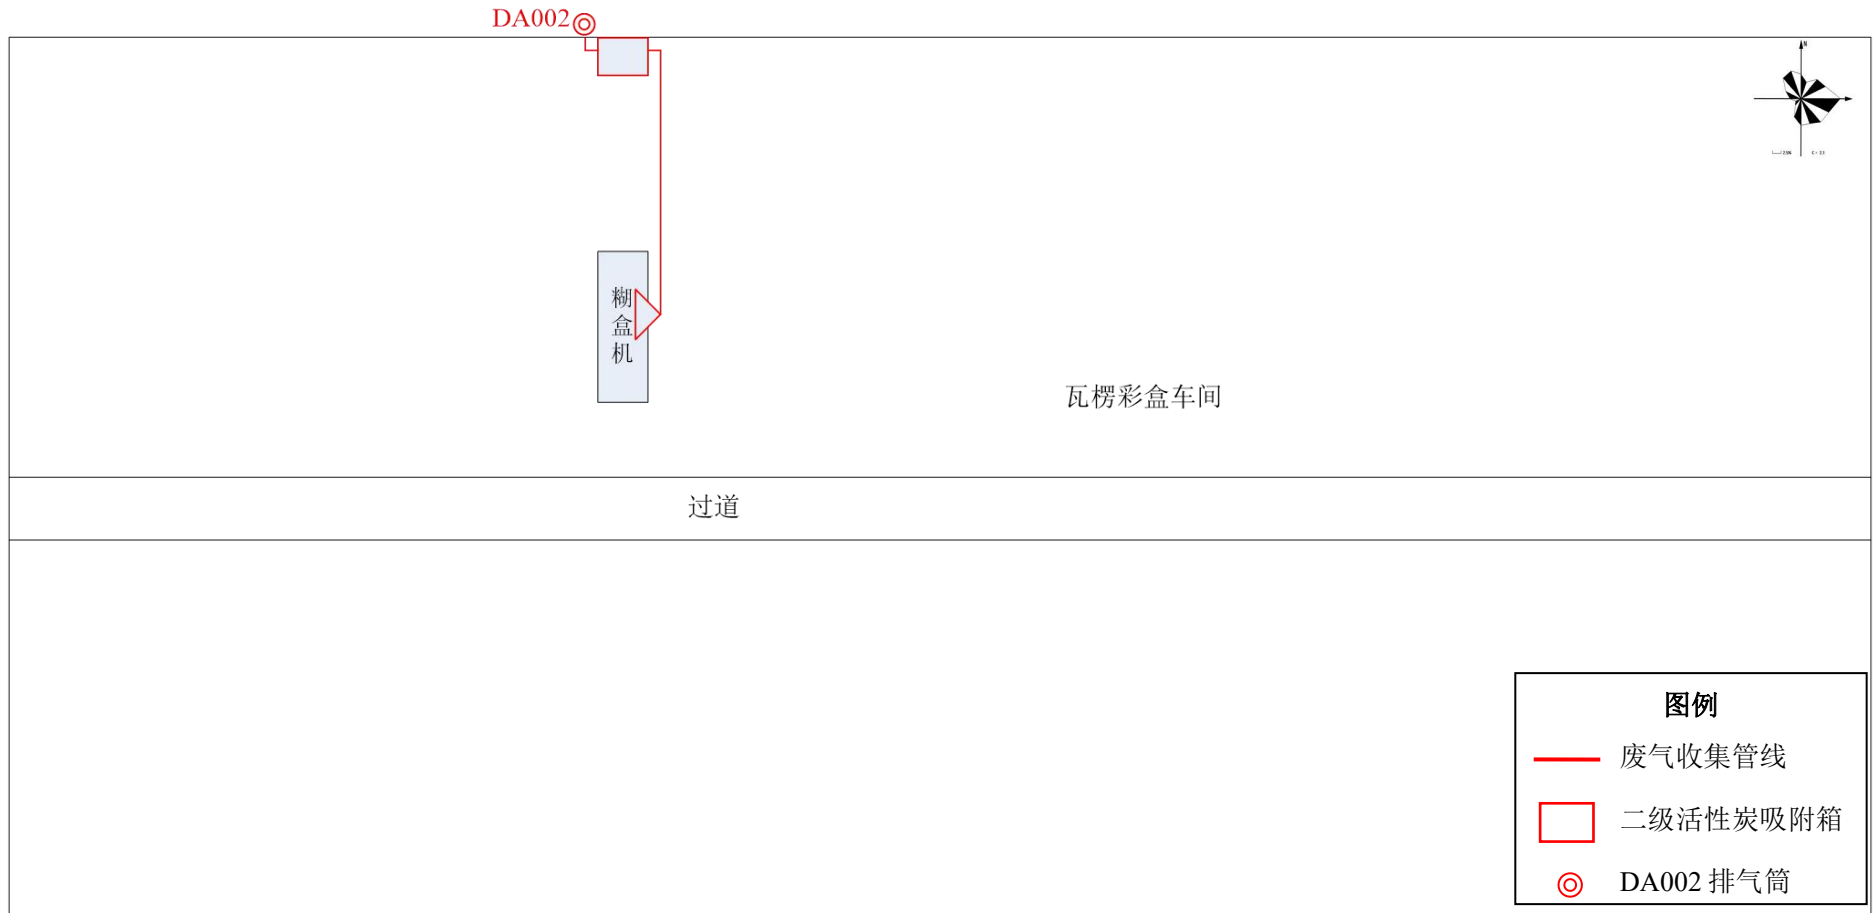 DA002
N
糊
盒
机
瓦楞彩盒车间
过道
图例
废气收集管线
二级活性炭吸附箱
DA002 排气筒